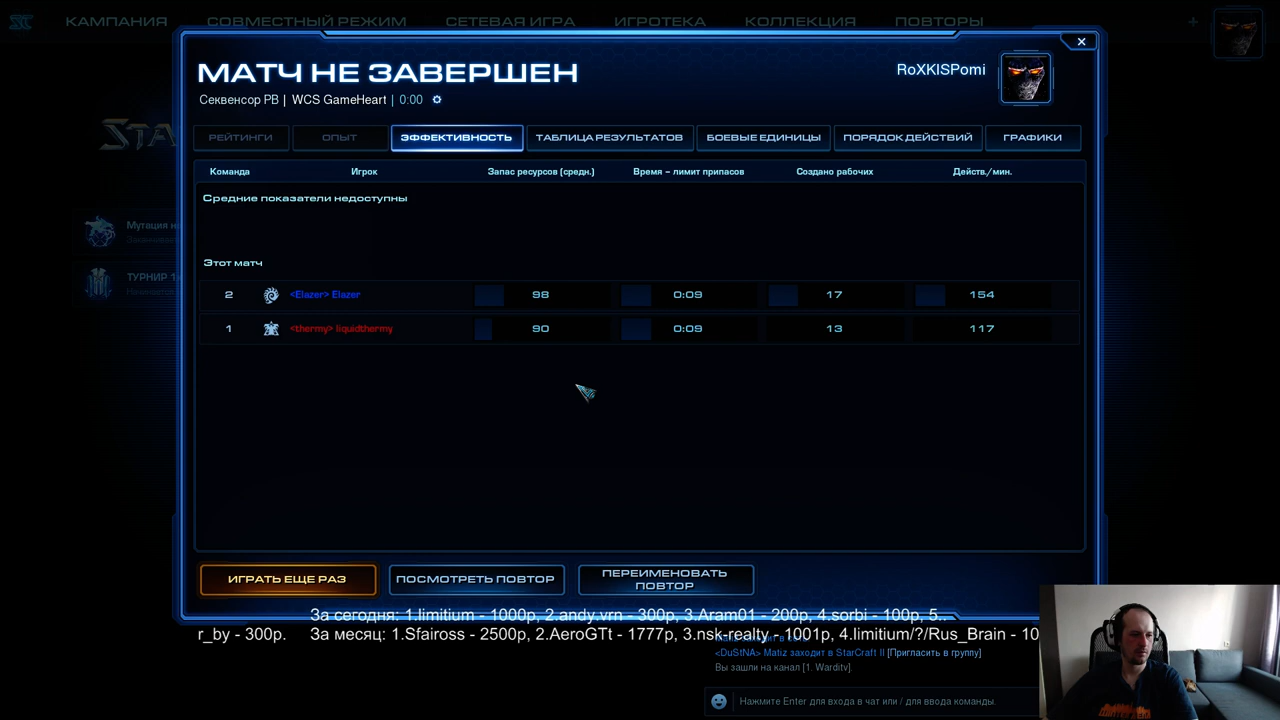 КАМПАНИЯ СОВМЕСТНЫЙ РЕЖИМ СЕТЕВАЯ ИГРА ИГРОТЕКА КОЛЛЕКЦИЯ ПОВТОРЫ
МАТЧ НЕ ЗАВЕРШЕН
RoXKISPomi
Секвенсор РВ | WCS GameHeart | 0:00
РЕЙТИНГИ ОПЫТ ЭФФЕКТИВНОСТЬ ТАБЛИЦА РЕЗУЛЬТАТОВ БОЕВЫЕ ЕДИНИЦЫ ПОРЯДОК ДЕЙСТВИЙ ГРАФИКИ
Команда Игрок Запас ресурсов (средн.) Время – лимит припасов Создано рабочих Действ./мин.
Средние показатели недоступны
Мутация
ТУРНИР
Этот матч
2 <Elazer> Elazer 98 0:09 17 154
1 <thermy> liquidthermy 90 0:09 13 117
ИГРАТЬ ЕЩЕ РАЗ ПОСМОТРЕТЬ ПОВТОР ПЕРЕИМЕНОВАТЬ ПОВТОР
За сегодня: 1.limitium - 1000р, 2.andy.vrn - 300р, 3.Aram01 - 200р, 4.sorbi - 100р, 5..
r_by - 300р. За месяц: 1.Sfaiross - 2500р, 2.AeroGTt - 1777р, 3.nsk-realty - 1001р, 4.limitium/?/Rus_Brain - 10
<DuStNA> Matiz заходит в StarCraft II [Пригласить в группу]
Вы зашли на канал [1. Warditv].
Нажмите Enter для входа в чат или / для ввода команды.